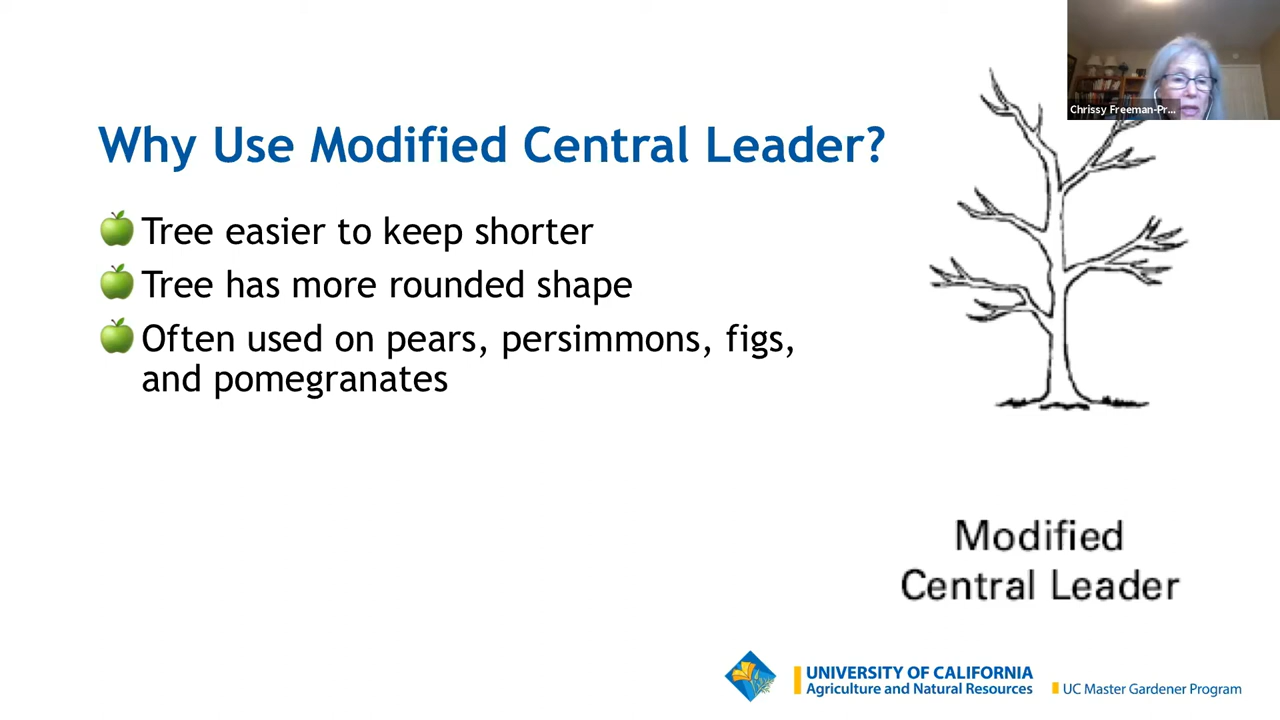 Chrissy Freeman-Pr...
Why Use Modified Central Leader?
Tree easier to keep shorter
Tree has more rounded shape
Often used on pears, persimmons, figs,
and pomegranates
Modified
Central Leader
UNIVERSITY OF CALIFORNIA
Agriculture and Natural Resources
UC Master Gardener Program